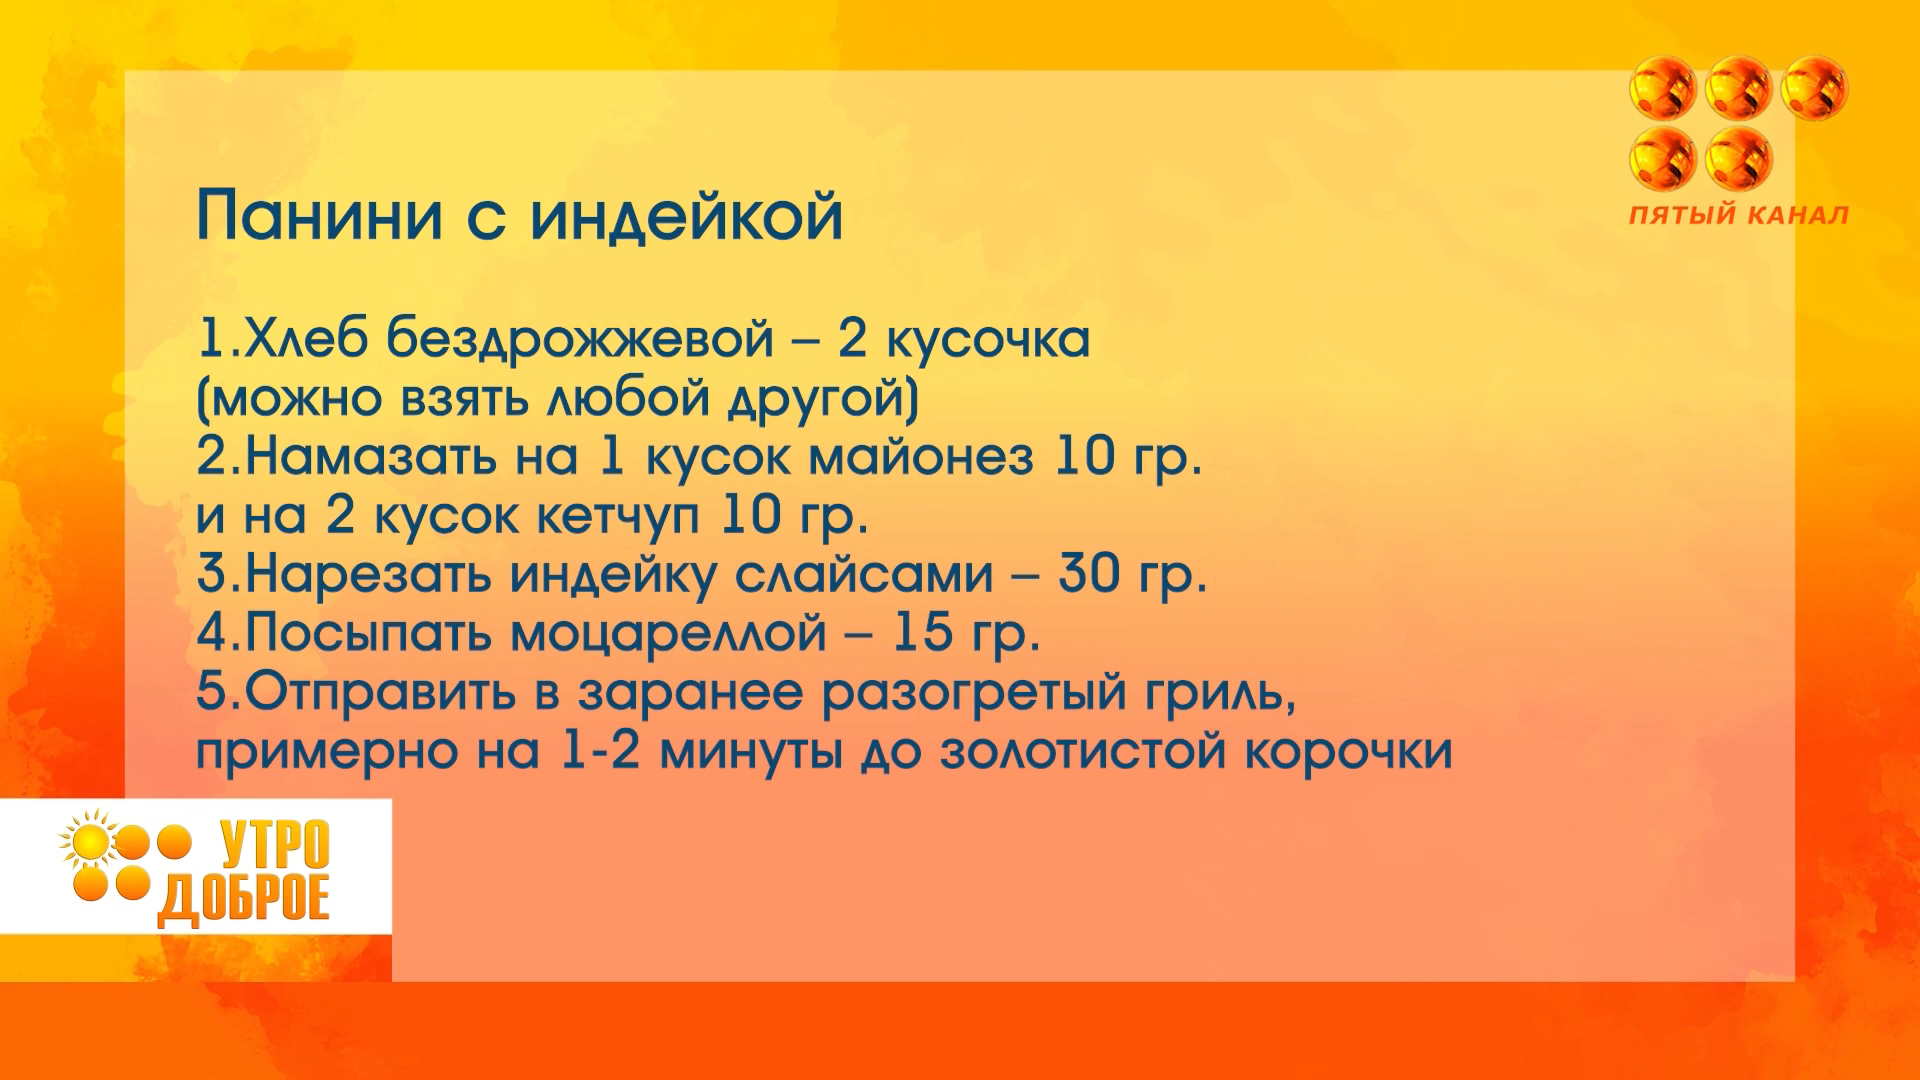 ПЯТЫЙ КАНАЛ
Панини с индейкой
1.Хлеб бездрожжевой – 2 кусочка
(можно взять любой другой)
2.Намазать на 1 кусок майонез 10 гр.
и на 2 кусок кетчуп 10 гр.
3.Нарезать индейку слайсами – 30 гр.
4.Посыпать моцареллой – 15 гр.
5.Отправить в заранее разогретый гриль,
примерно на 1-2 минуты до золотистой корочки
УТРО
ДОБРОЕ